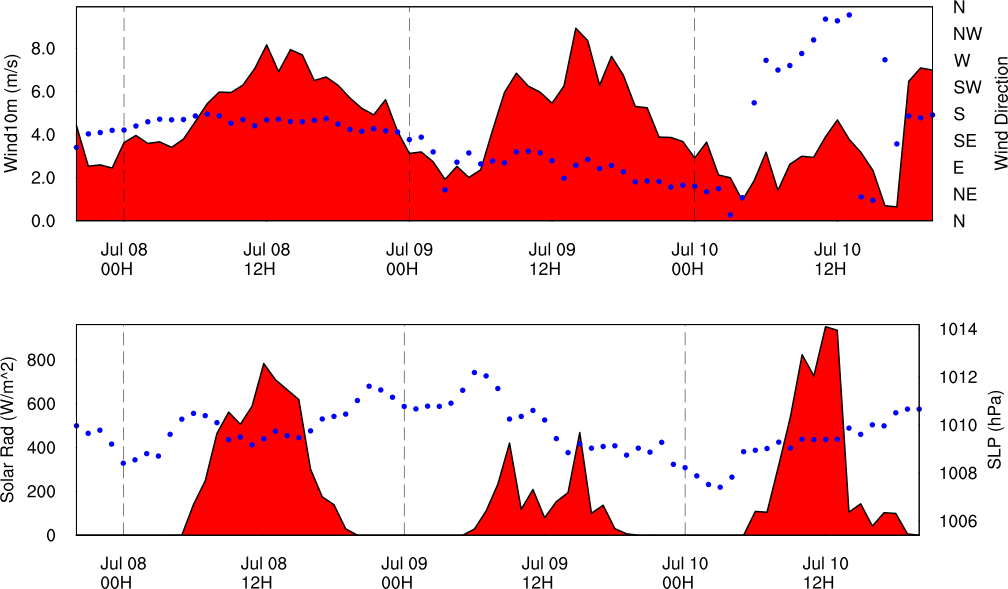 Wind10m (m/s)
8.0
6.0
4.0
2.0
0.0
N
NW
W
SW
S
SE
E
NE
N
Wind Direction
Jul 08 Jul 08 Jul 09 Jul 09 Jul 10 Jul 10
00H 12H 00H 12H 00H 12H
Solar Rad (W/m^2)
800
600
400
200
0
1014
1012
1010
1008
1006
SLP (hPa)
Jul 08 Jul 08 Jul 09 Jul 09 Jul 10 Jul 10
00H 12H 00H 12H 00H 12H